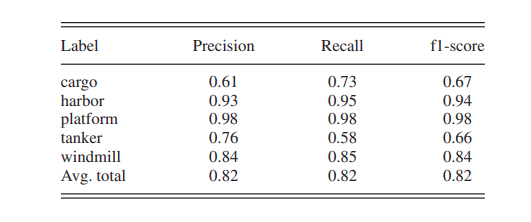 Label Precision Recall f1-score
cargo 0.61 0.73 0.67
harbor 0.93 0.95 0.94
platform 0.98 0.98 0.98
tanker 0.76 0.58 0.66
windmill 0.84 0.85 0.84
Avg. total 0.82 0.82 0.82